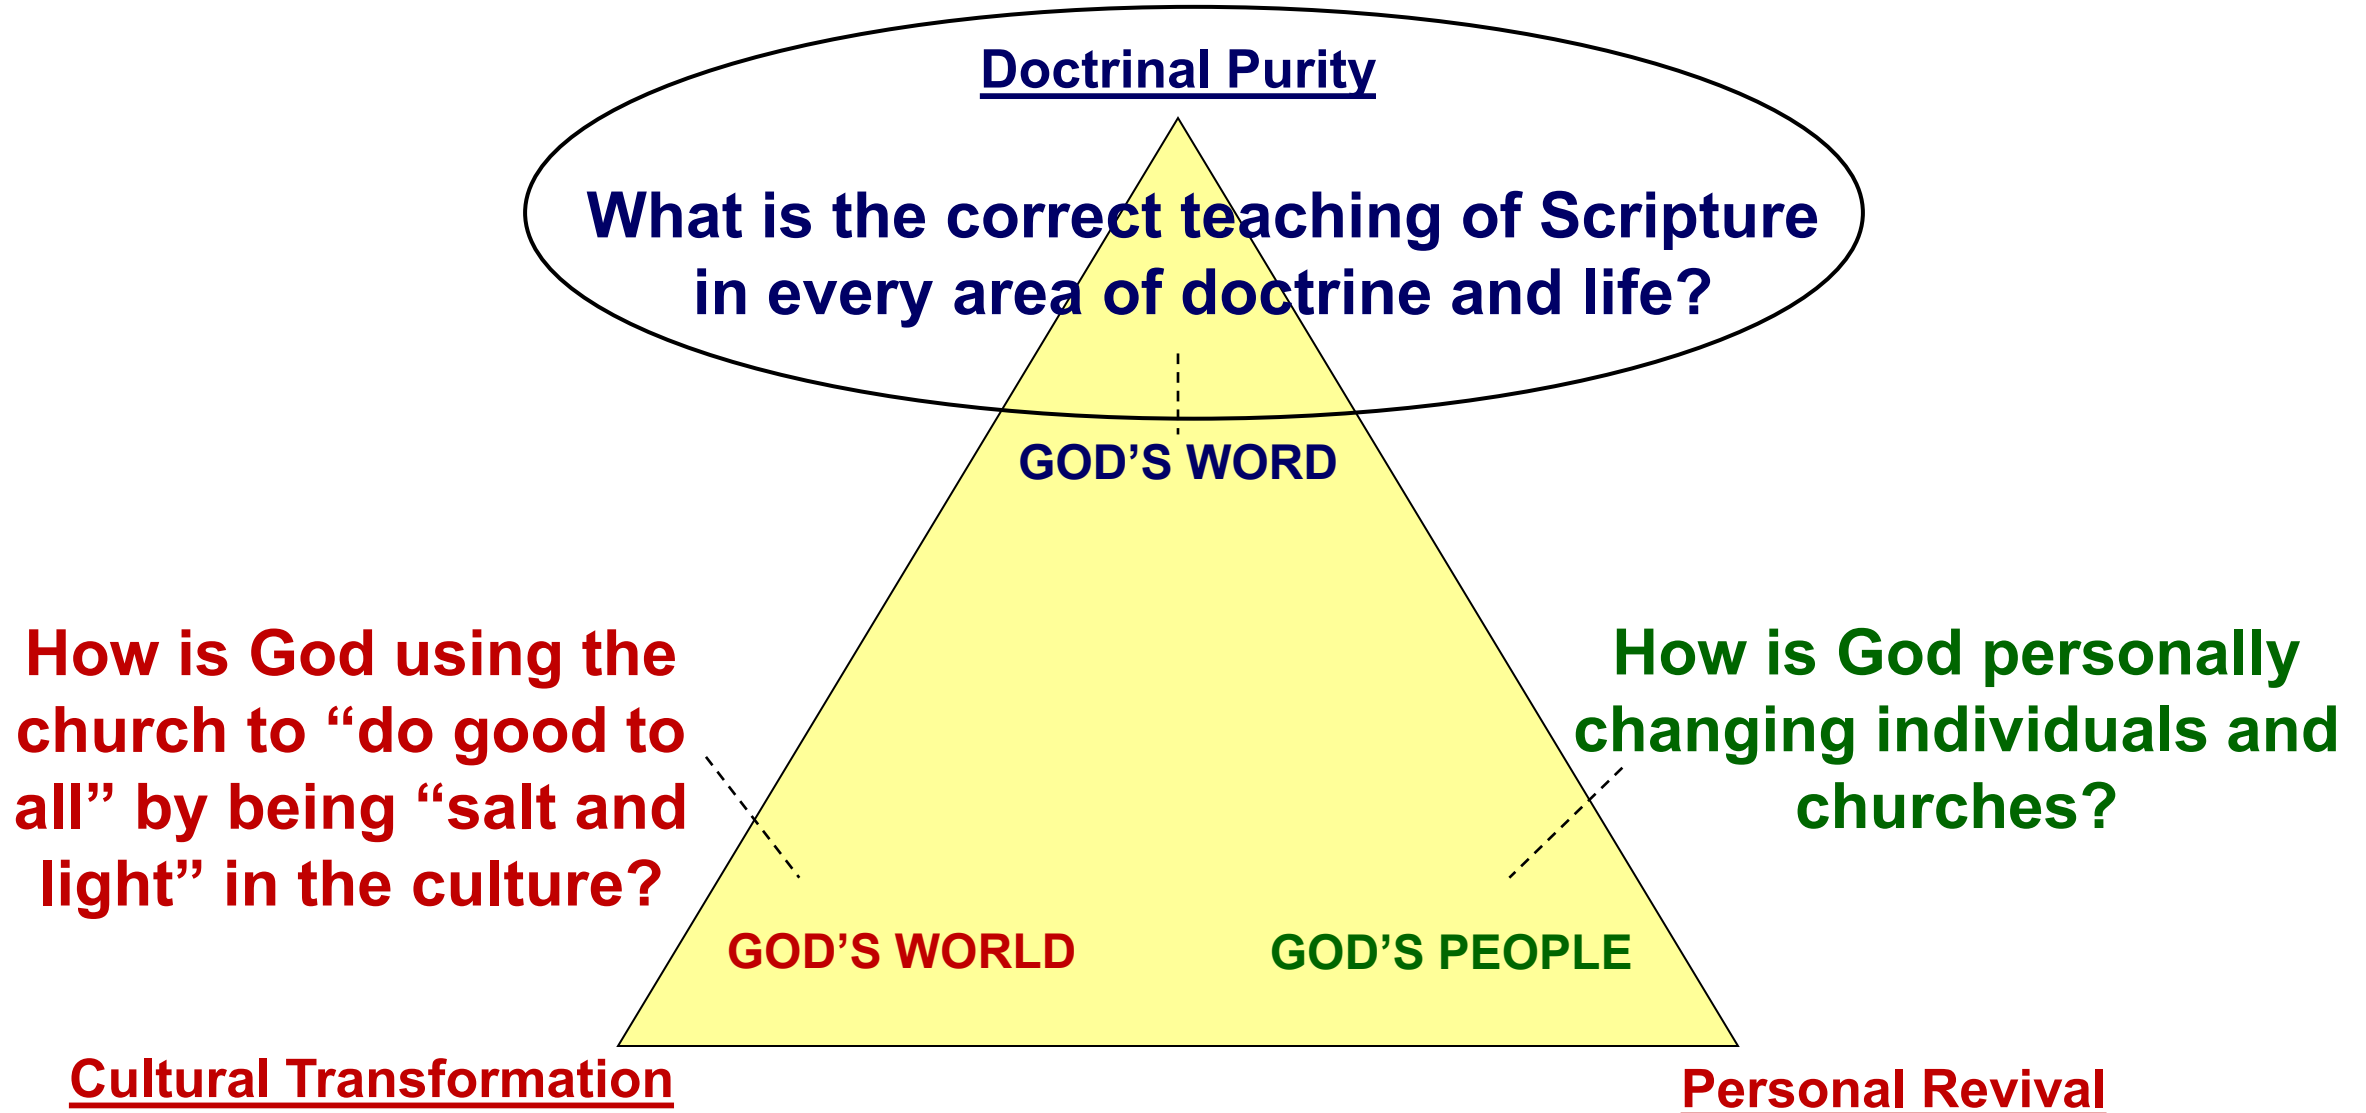 Doctrinal Purity
What is the correct teaching of Scripture
in every area of doctrine and life?
GOD’S WORD
How is God using the
church to “do good to
all” by being “salt and
light” in the culture?
How is God personally
changing individuals and
churches?
GOD’S WORLD
GOD’S PEOPLE
Cultural Transformation
Personal Revival